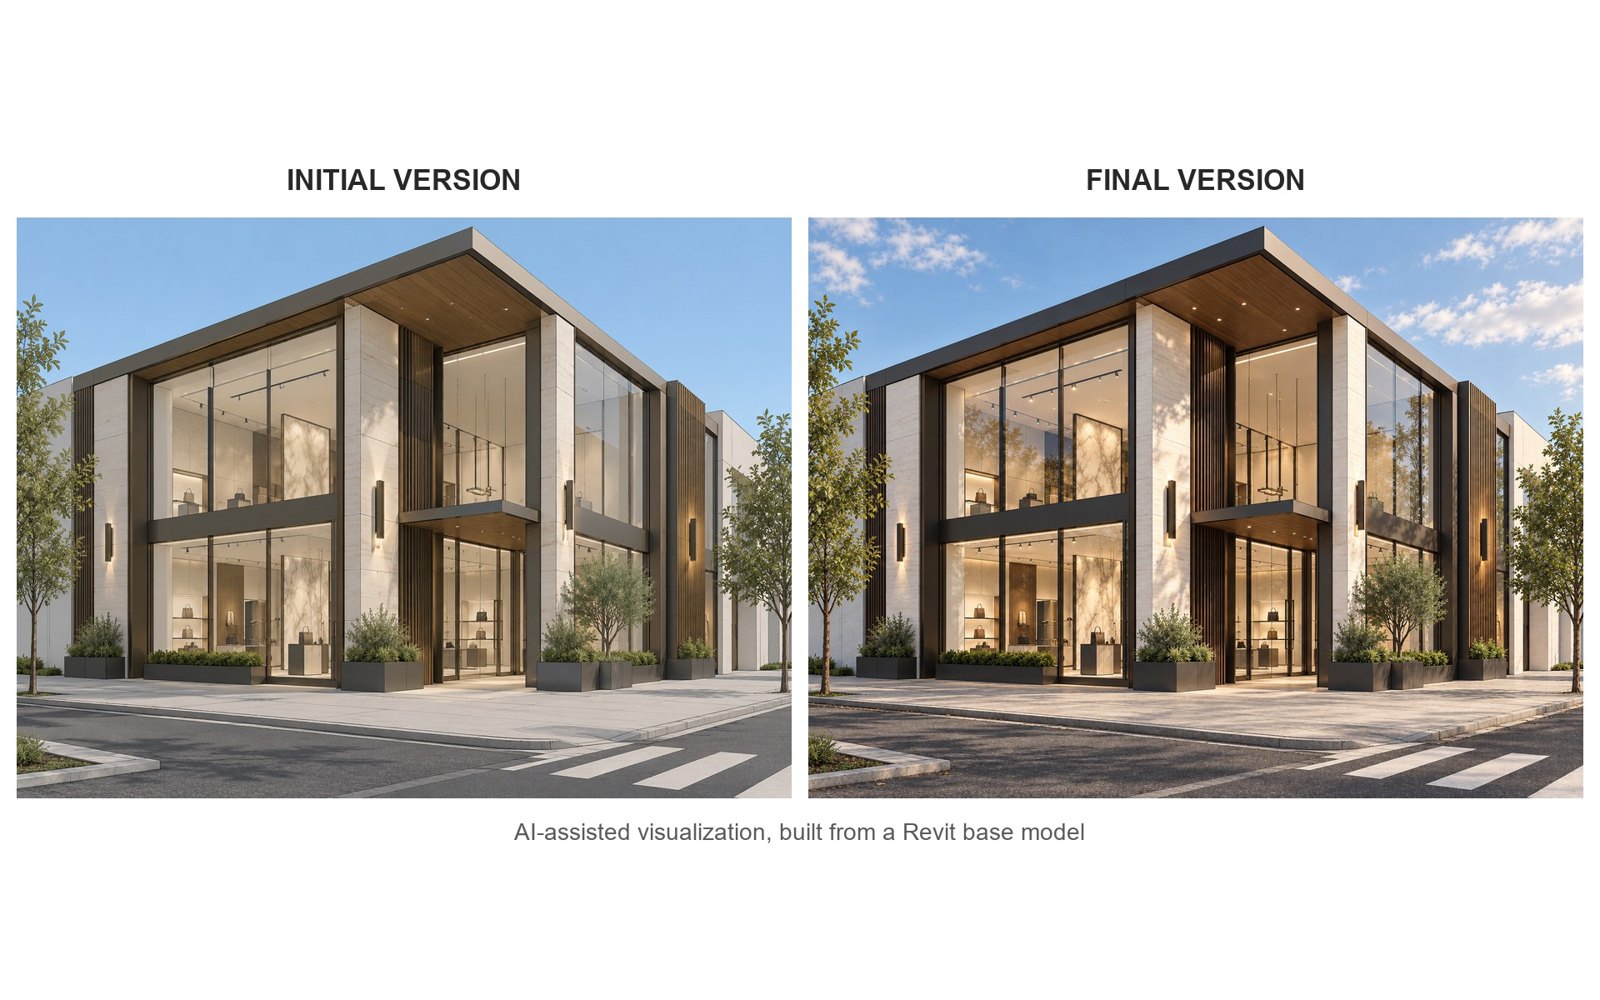 INITIAL VERSION
FINAL VERSION
AI-assisted visualization, built from a Revit base model